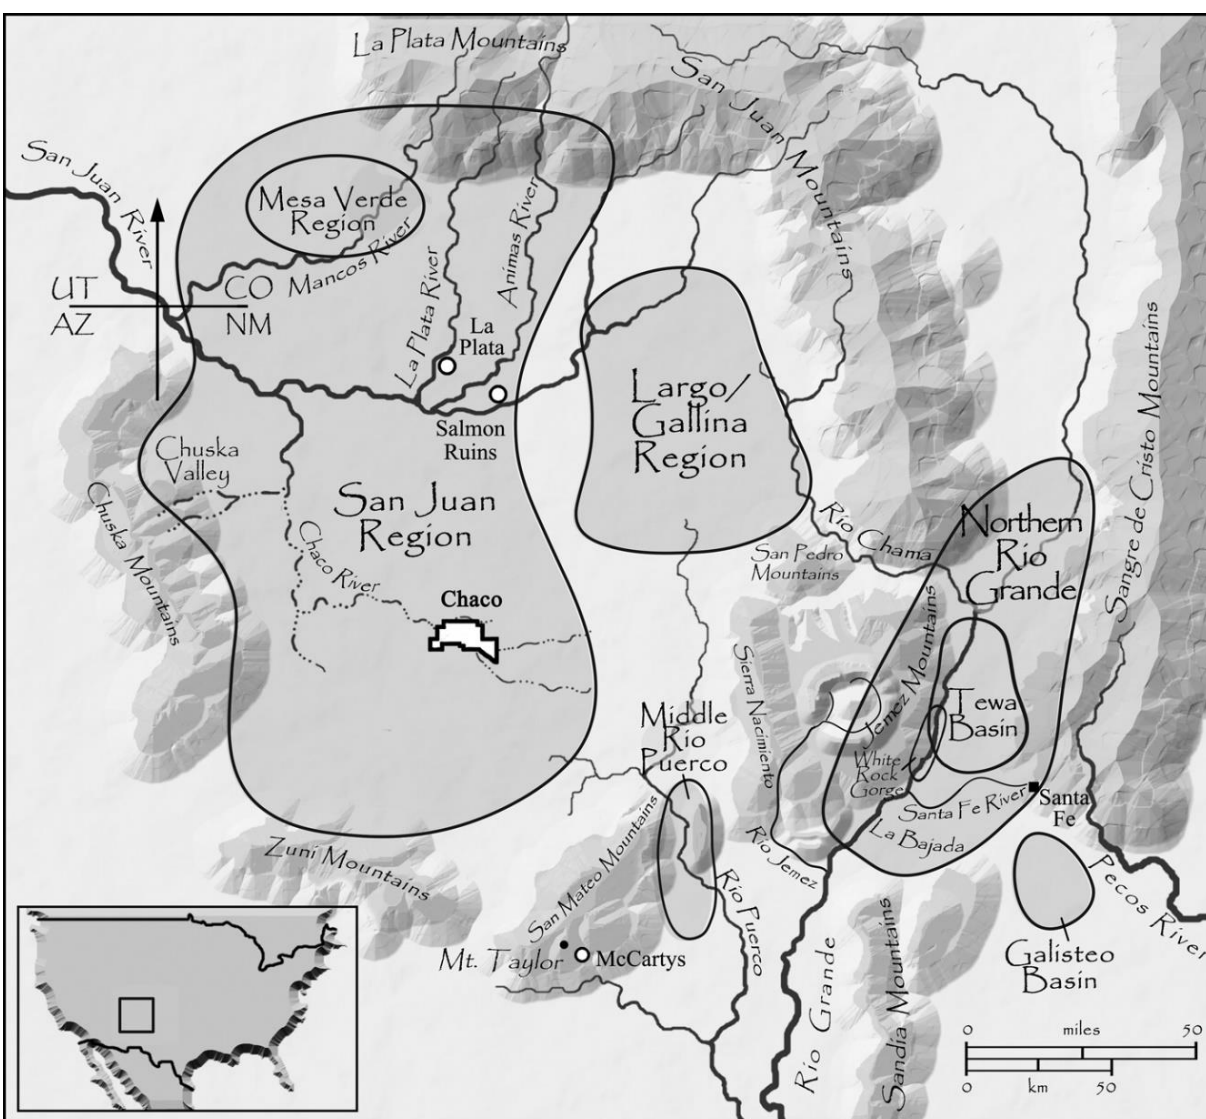 La Plata Mountains
San Juan Mountains
San Juan River
Mesa Verde
Region
Mancos River
La Plata River
Animas River
UT
CO
AZ
NM
La
Plata
Salmon
Ruins
Largo/
Gallina
Region
Chuska
Valley
Chuska Mountains
San Juan
Region
Chaco River
Chaco
Rio Chama
San Pedro
Mountains
Northern
Rio
Grande
Sangre de Cristo Mountains
Sierra Nacimiento
Jemez Mountains
Tewa
Basin
Middle
Rio
Puerco
White
Rock
Gorge
Santa Fe River
Santa
Fe
La Bajada
Rio Jemez
Zuni Mountains
San Mateo Mountains
Rio Puerco
Pecos River
Mt. Taylor
McCartys
Rio Grande
Sandia Mountains
Galisteo
Basin
0 miles 50
0 km 50